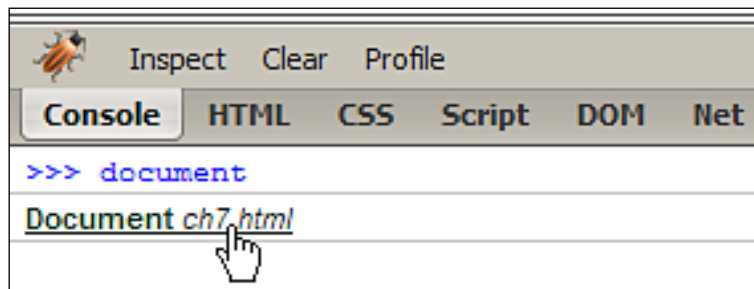 Inspect Clear Profile
Console HTML CSS Script DOM Net
>>> document
Document ch7.html